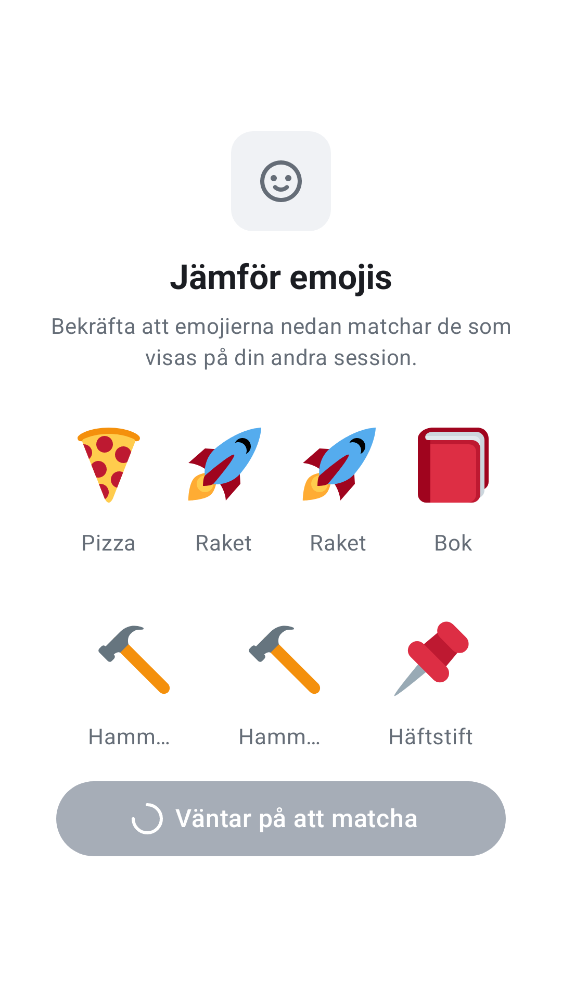 Jämför emojis
Bekräfta att emojierna nedan matchar de som
visas på din andra session.
Pizza Raket Raket Bok
Hamm… Hamm… Häftstift
Väntar på att matcha